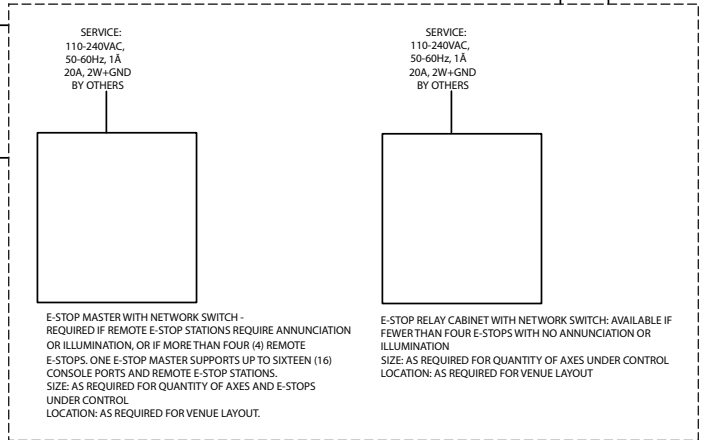 SERVICE:
110-240VAC,
50-60Hz, 1Ā
20A, 2W+GND
BY OTHERS
E-STOP MASTER WITH NETWORK SWITCH -
REQUIRED IF REMOTE E-STOP STATIONS REQUIRE ANNUNCIATION
OR ILLUMINATION, OR IF MORE THAN FOUR (4) REMOTE
E-STOPS. ONE E-STOP MASTER SUPPORTS UP TO SIXTEEN (16)
CONSOLE PORTS AND REMOTE E-STOP STATIONS.
SIZE: AS REQUIRED FOR QUANTITY OF AXES AND E-STOPS
UNDER CONTROL
LOCATION: AS REQUIRED FOR VENUE LAYOUT.
SERVICE:
110-240VAC,
50-60Hz, 1Ā
20A, 2W+GND
BY OTHERS
E-STOP RELAY CABINET WITH NETWORK SWITCH: AVAILABLE IF
FEWER THAN FOUR E-STOPS WITH NO ANNUNCIATION OR
ILLUMINATION
SIZE: AS REQUIRED FOR QUANTITY OF AXES UNDER CONTROL
LOCATION: AS REQUIRED FOR VENUE LAYOUT